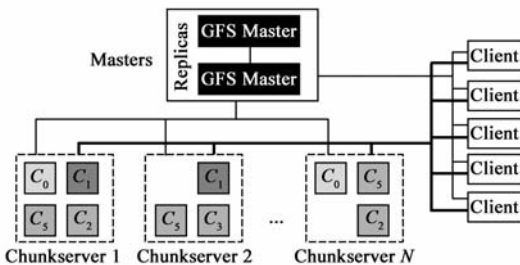 GFS Master
Client
Masters
Replicas
GFS Master
Client
Client
C0 C1
C1
C0 C5
Client
C5 C2
C5 C3
...
C2
Client
Chunkserver 1
Chunkserver 2
Chunkserver N